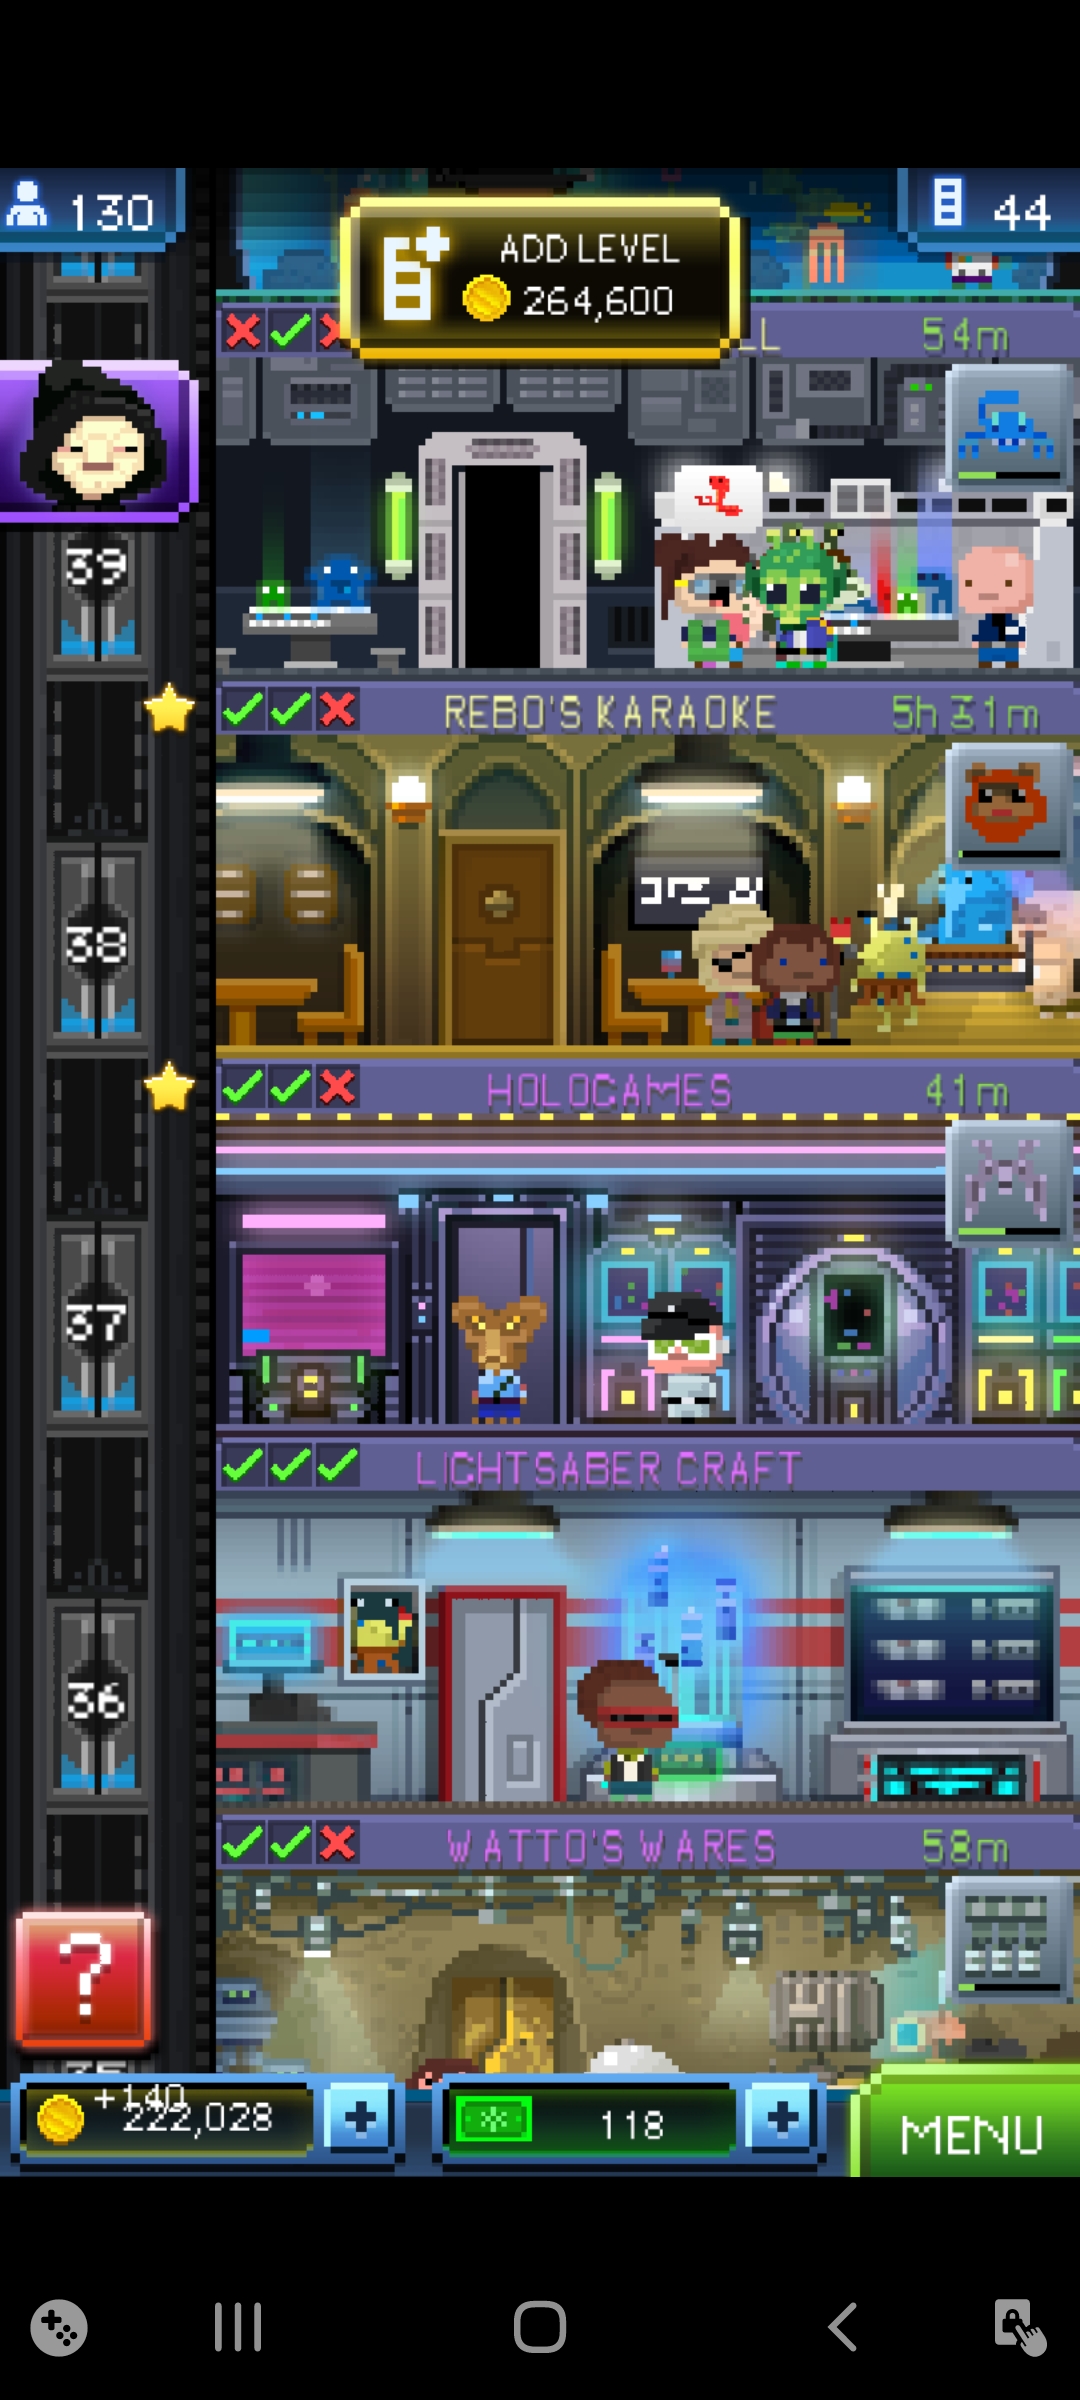 130
ADD LEVEL
264,600
44
LL
54m
39
REBO'S KARAOKE
5h 31m
38
HOLOGAMES
41m
37
LIGHTSABER CRAFT
36
WATTO'S WARES
58m
?
35
+140
222,028
118
MENU